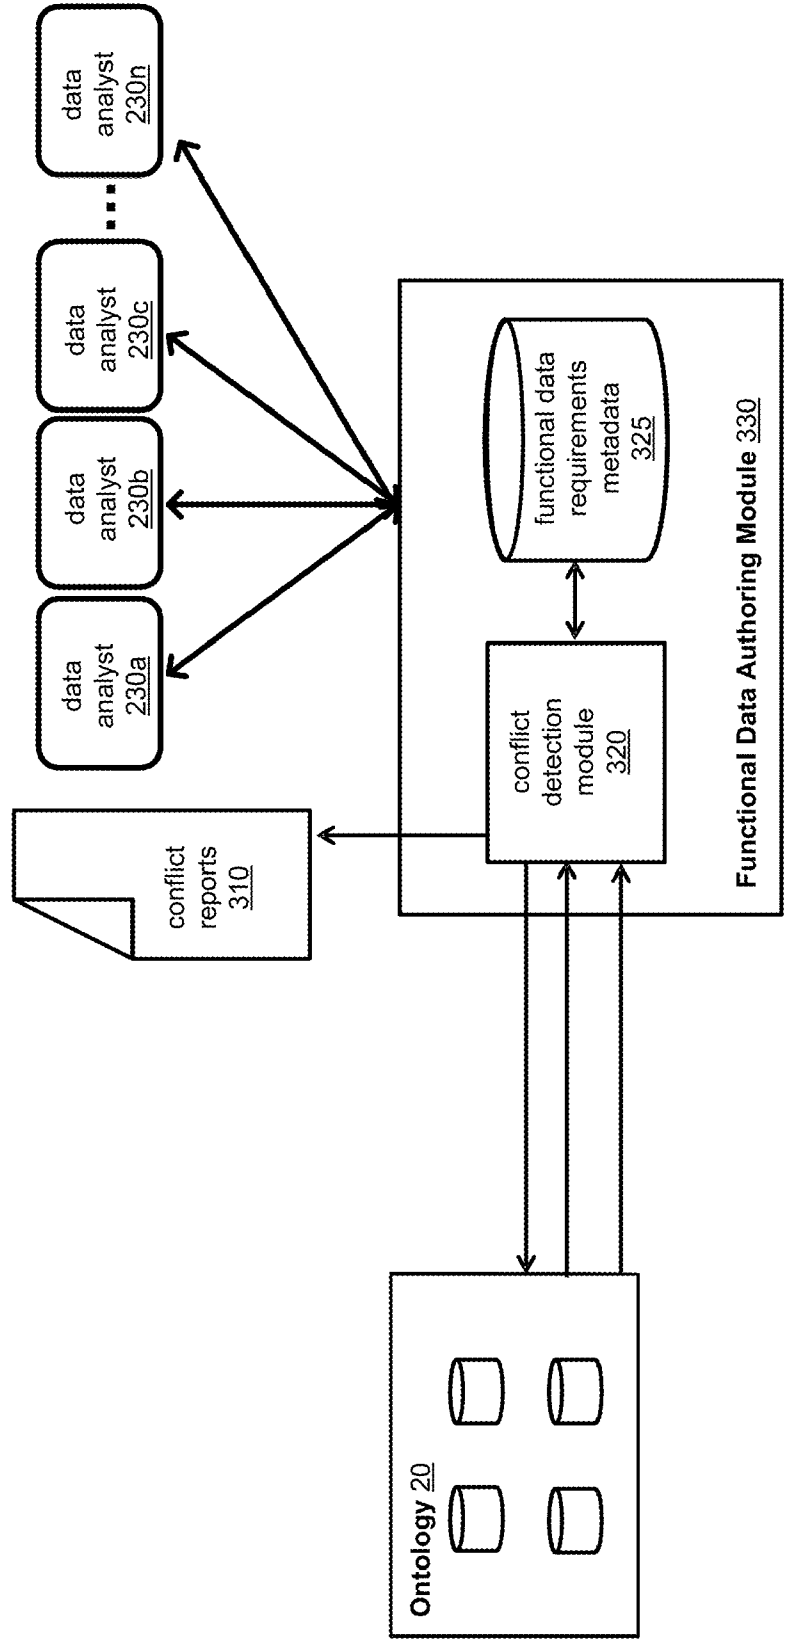 data
analyst
230a
data
analyst
230b
data
analyst
230c
...
data
analyst
230n
conflict
reports
310
conflict
detection
module
320
functional data
requirements
metadata
325
Functional Data Authoring Module 330
Ontology 20